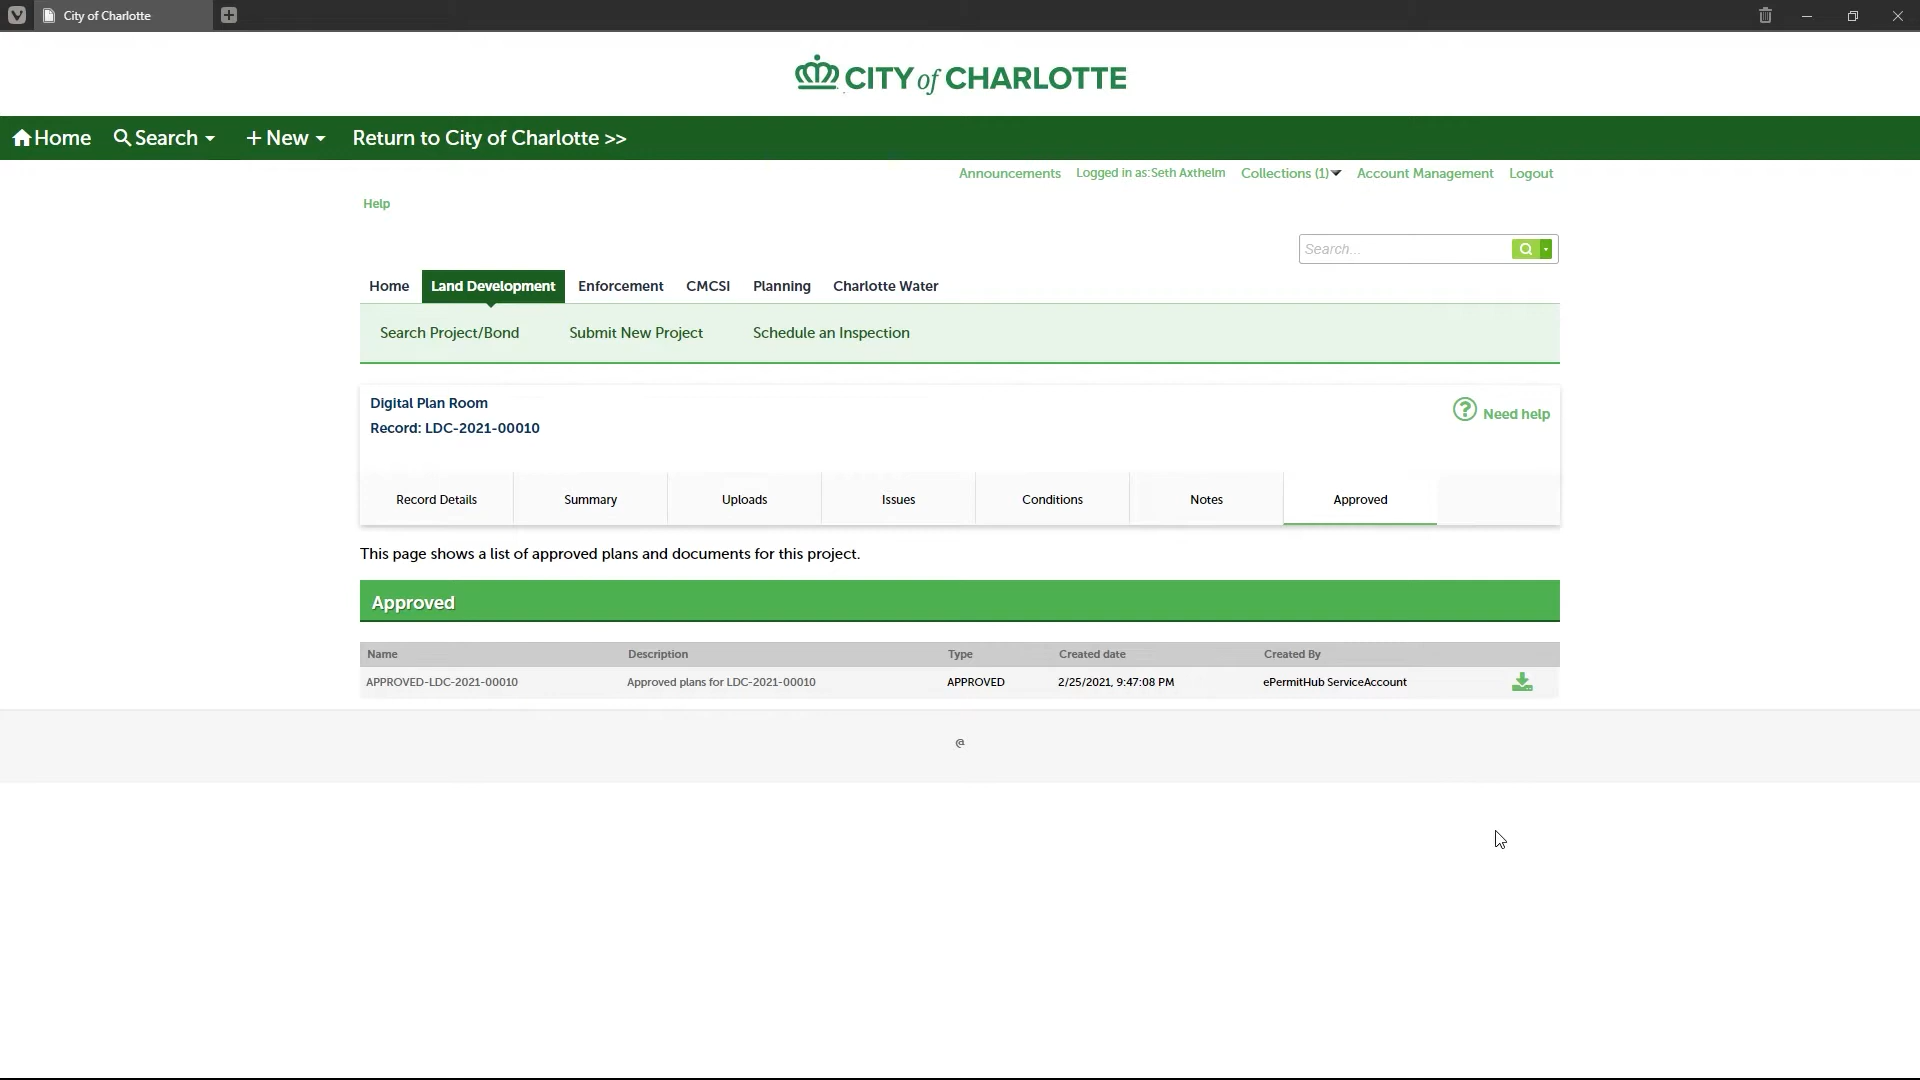 City of Charlotte
CITY of CHARLOTTE
Home Search + New Return to City of Charlotte >>
Announcements Logged in as:Seth Axthelm Collections (1) Account Management Logout
Help
Search...
Home Land Development Enforcement CMCSI Planning Charlotte Water
Search Project/Bond Submit New Project Schedule an Inspection
Digital Plan Room
Need help
Record: LDC-2021-00010
Record Details Summary Uploads Issues Conditions Notes Approved
This page shows a list of approved plans and documents for this project.
Approved
Name Description Type Created date Created By
APPROVED-LDC-2021-00010 Approved plans for LDC-2021-00010 APPROVED 2/25/2021, 9:47:08 PM ePermitHub ServiceAccount
@